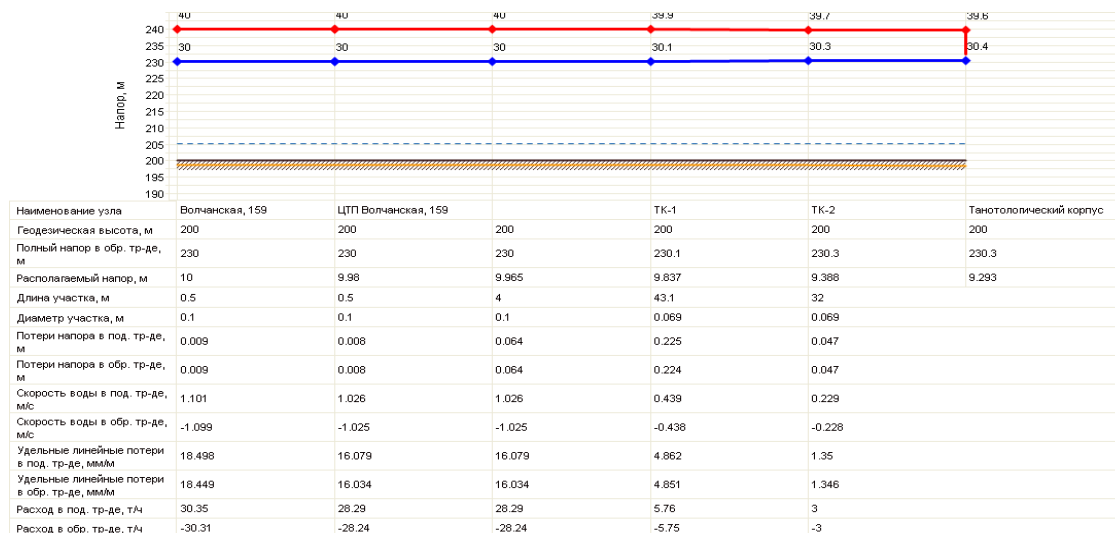 40 40 40 39.9 39.7 39.6
240
235 30 30 30 30.1 30.3 30.4
230
225
220
215
210
205
200
195
190
Напор, м
Наименование узла Волчанская, 159 ЦТП Волчанская, 159 ТК-1 ТК-2 Танотологический корпус
Геодезическая высота, м 200 200 200 200 200 200
Полный напор в обр. тр-де,
м 230 230 230 230.1 230.3 230.3
Располагаемый напор, м 10 9.98 9.965 9.837 9.388 9.293
Длина участка, м 0.5 0.5 4 43.1 32
Диаметр участка, м 0.1 0.1 0.1 0.069 0.069
Потери напора в под. тр-де,
м 0.009 0.008 0.064 0.225 0.047
Потери напора в обр. тр-де,
м 0.009 0.008 0.064 0.224 0.047
Скорость воды в под. тр-де,
м/с 1.101 1.026 1.026 0.439 0.229
Скорость воды в обр. тр-де,
м/с -1.099 -1.025 -1.025 -0.438 -0.228
Удельные линейные потери
в под. тр-де, мм/м 18.498 16.079 16.079 4.862 1.35
Удельные линейные потери
в обр. тр-де, мм/м 18.449 16.034 16.034 4.851 1.346
Расход в под. тр-де, т/ч 30.35 28.29 28.29 5.76 3
Расход в обр. тр-де, т/ч -30.31 -28.24 -28.24 -5.75 -3